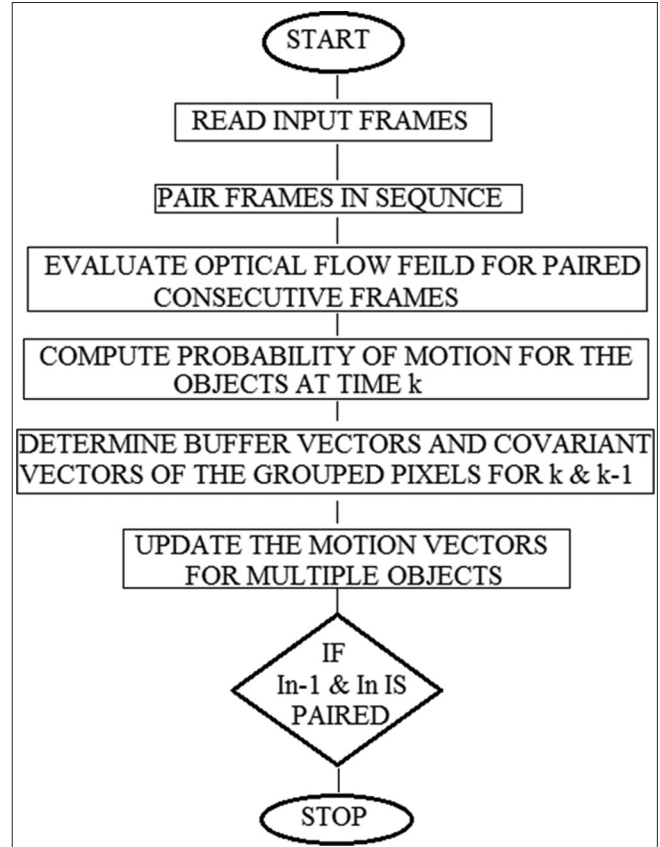 START
READ INPUT FRAMES
PAIR FRAMES IN SEQUNCE
EVALUATE OPTICAL FLOW FEILD FOR PAIRED
CONSECUTIVE FRAMES
COMPUTE PROBABILITY OF MOTION FOR THE
OBJECTS AT TIME k
DETERMINE BUFFER VECTORS AND COVARIANT
VECTORS OF THE GROUPED PIXELS FOR k & k-1
UPDATE THE MOTION VECTORS
FOR MULTIPLE OBJECTS
IF
In-1 & In IS
PAIRED
STOP